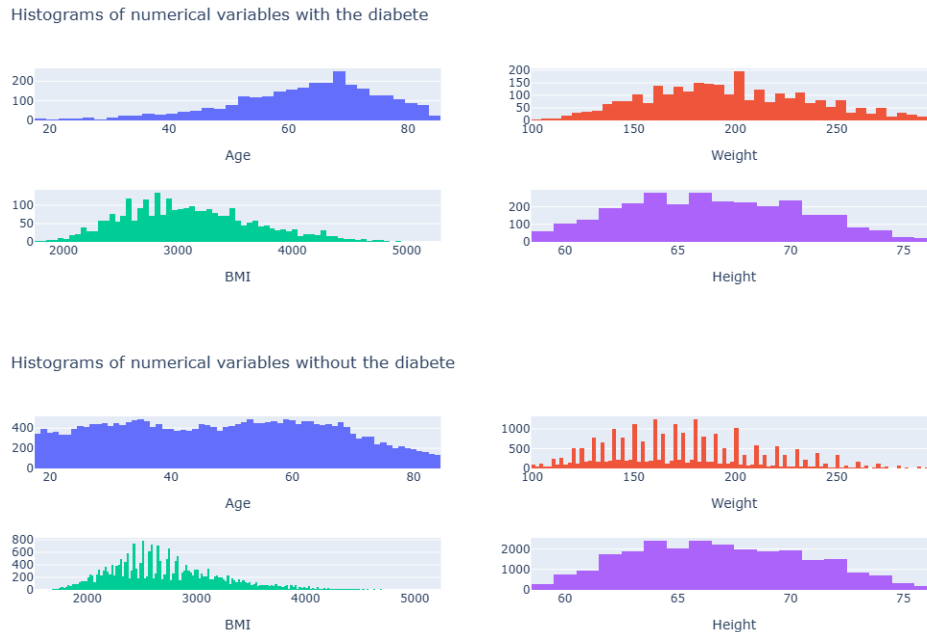 Histograms of numerical variables with the diabete
200
100
0
20 40 60 80
Age
200
150
100
50
0
100 150 200 250
Weight
100
50
0
2000 3000 4000 5000
BMI
200
100
0
60 65 70 75
Height
Histograms of numerical variables without the diabete
400
200
0
20 40 60 80
Age
1000
500
0
100 150 200 250
Weight
800
600
400
200
0
2000 3000 4000 5000
BMI
2000
1000
0
60 65 70 75
Height